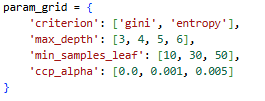 param_grid = {
    'criterion': ['gini', 'entropy'],
    'max_depth': [3, 4, 5, 6],
    'min_samples_leaf': [10, 30, 50],
    'ccp_alpha': [0.0, 0.001, 0.005]
}